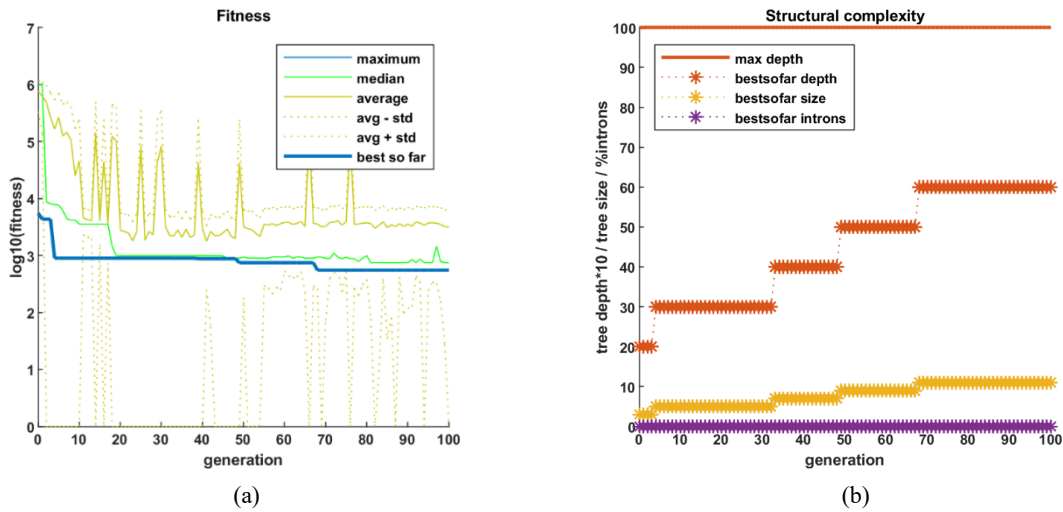 Fitness
7
6
5
4
3
2
1
0
log10(fitness)
maximum
median
average
avg - std
avg + std
best so far
0 10 20 30 40 50 60 70 80 90 100
generation
(a)
Structural complexity
100
90
80
70
60
50
40
30
20
10
0
tree depth*10 / tree size / %introns
max depth
bestsofar depth
bestsofar size
bestsofar introns
0 10 20 30 40 50 60 70 80 90 100
generation
(b)